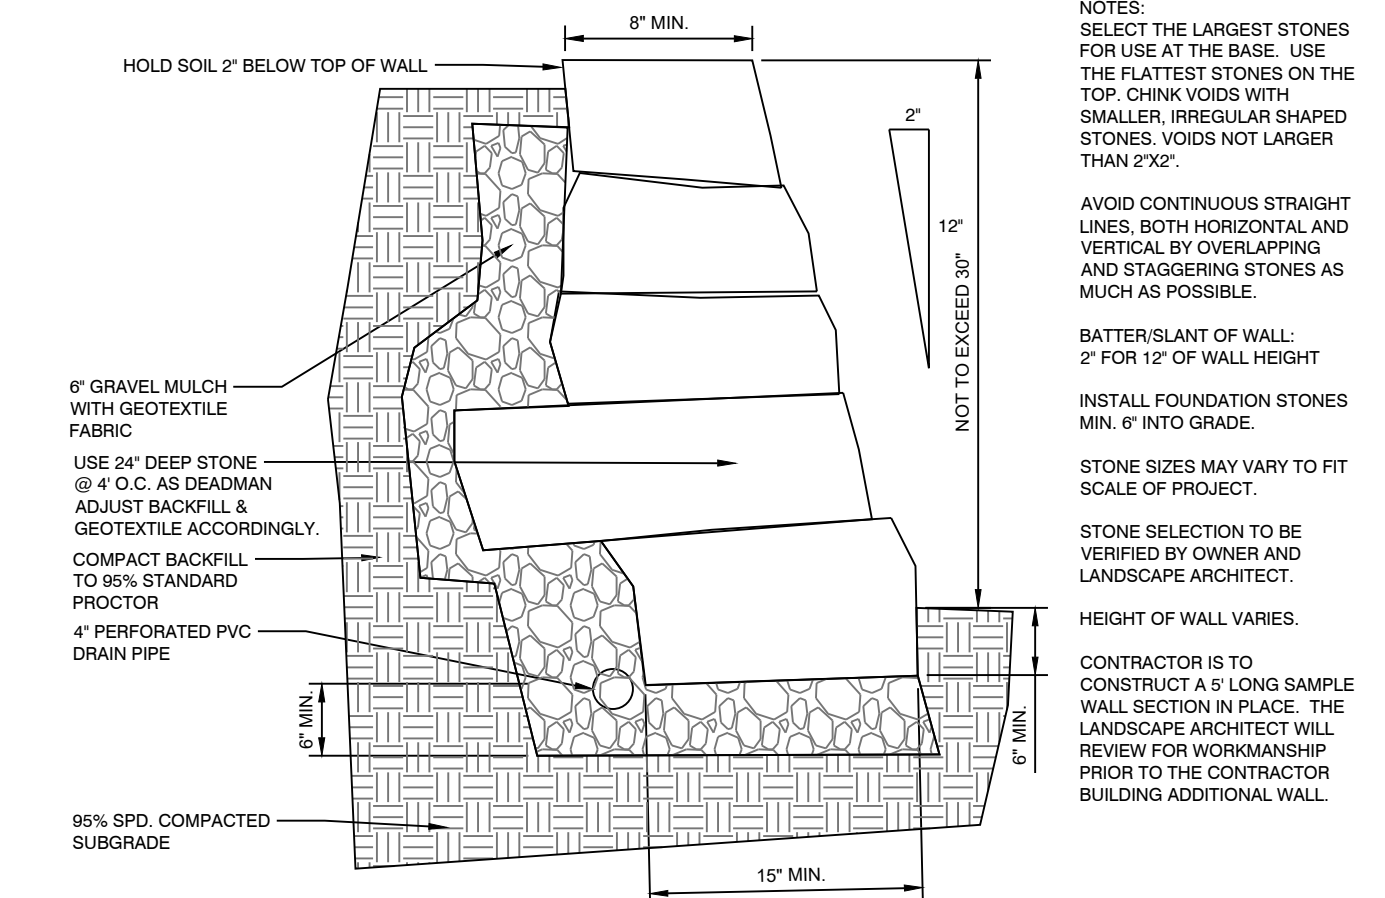 8" MIN.
HOLD SOIL 2" BELOW TOP OF WALL
2"
12"
NOT TO EXCEED 30"
6" GRAVEL MULCH
WITH GEOTEXTILE
FABRIC
USE 24" DEEP STONE
@ 4' O.C. AS DEADMAN
ADJUST BACKFILL &
GEOTEXTILE ACCORDINGLY.
COMPACT BACKFILL
TO 95% STANDARD
PROCTOR
4" PERFORATED PVC
DRAIN PIPE
6" MIN.
6" MIN.
95% SPD. COMPACTED
SUBGRADE
15" MIN.
NOTES:
SELECT THE LARGEST STONES
FOR USE AT THE BASE.  USE
THE FLATTEST STONES ON THE
TOP. CHINK VOIDS WITH
SMALLER, IRREGULAR SHAPED
STONES. VOIDS NOT LARGER
THAN 2"X2".
AVOID CONTINUOUS STRAIGHT
LINES, BOTH HORIZONTAL AND
VERTICAL BY OVERLAPPING
AND STAGGERING STONES AS
MUCH AS POSSIBLE.
BATTER/SLANT OF WALL:
2" FOR 12" OF WALL HEIGHT
INSTALL FOUNDATION STONES
MIN. 6" INTO GRADE.
STONE SIZES MAY VARY TO FIT
SCALE OF PROJECT.
STONE SELECTION TO BE
VERIFIED BY OWNER AND
LANDSCAPE ARCHITECT.
HEIGHT OF WALL VARIES.
CONTRACTOR IS TO
CONSTRUCT A 5' LONG SAMPLE
WALL SECTION IN PLACE.  THE
LANDSCAPE ARCHITECT WILL
REVIEW FOR WORKMANSHIP
PRIOR TO THE CONTRACTOR
BUILDING ADDITIONAL WALL.